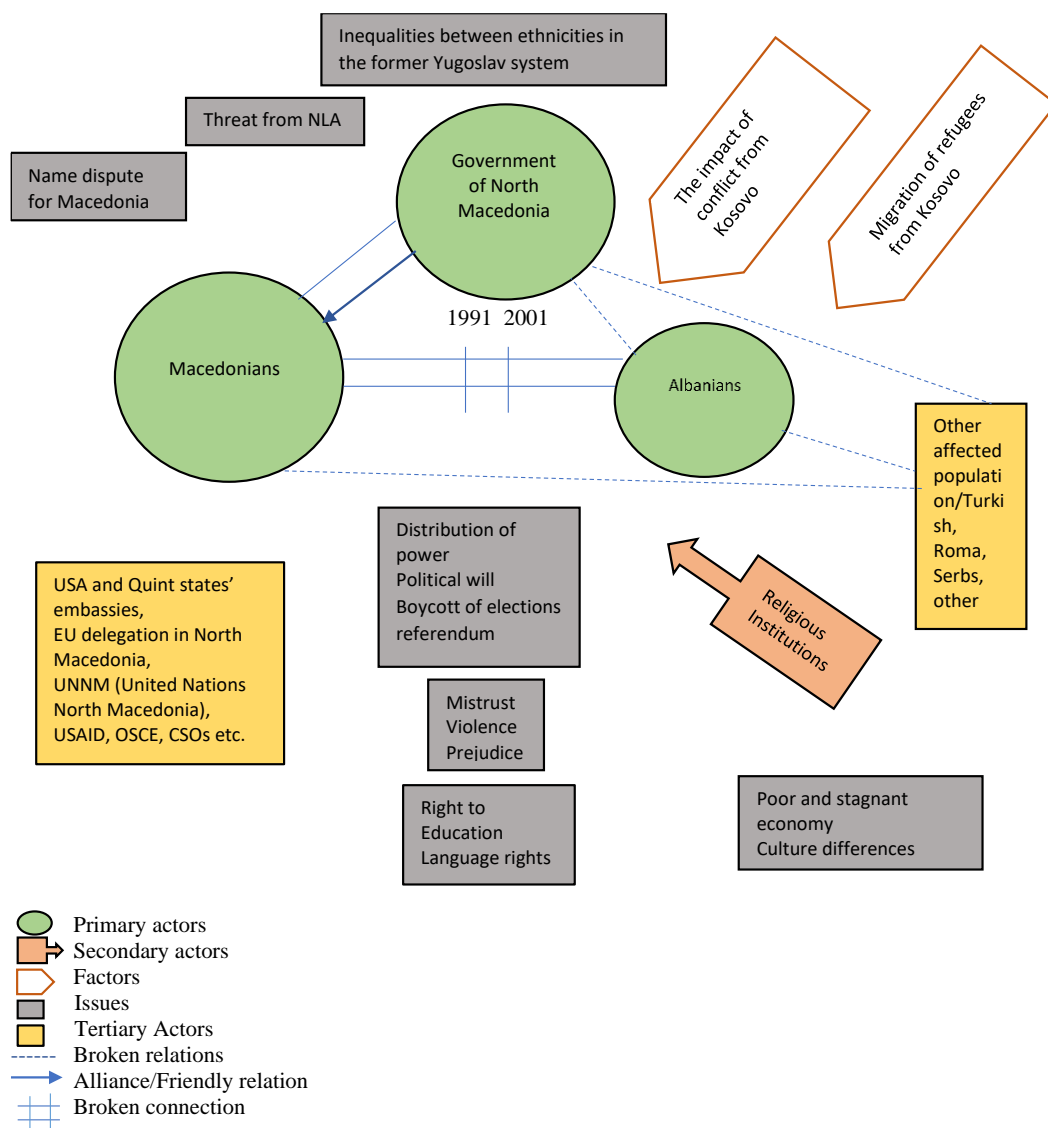 Inequalities between ethnicities in
the former Yugoslav system
Threat from NLA
Name dispute
for Macedonia
Government
of North
Macedonia
The impact of
conflict from
Kosovo
Migration of refugees
from Kosovo
1991 2001
Macedonians
Albanians
Other
affected
populati
on/Turki
sh,
Roma,
Serbs,
other
Distribution of
power
Political will
Boycott of elections
referendum
Religious
Institutions
USA and Quint states’
embassies,
EU delegation in North
Macedonia,
UNNM (United Nations
North Macedonia),
USAID, OSCE, CSOs etc.
Mistrust
Violence
Prejudice
Right to
Education
Language rights
Poor and stagnant
economy
Culture differences
Primary actors
Secondary actors
Factors
Issues
Tertiary Actors
Broken relations
Alliance/Friendly relation
Broken connection